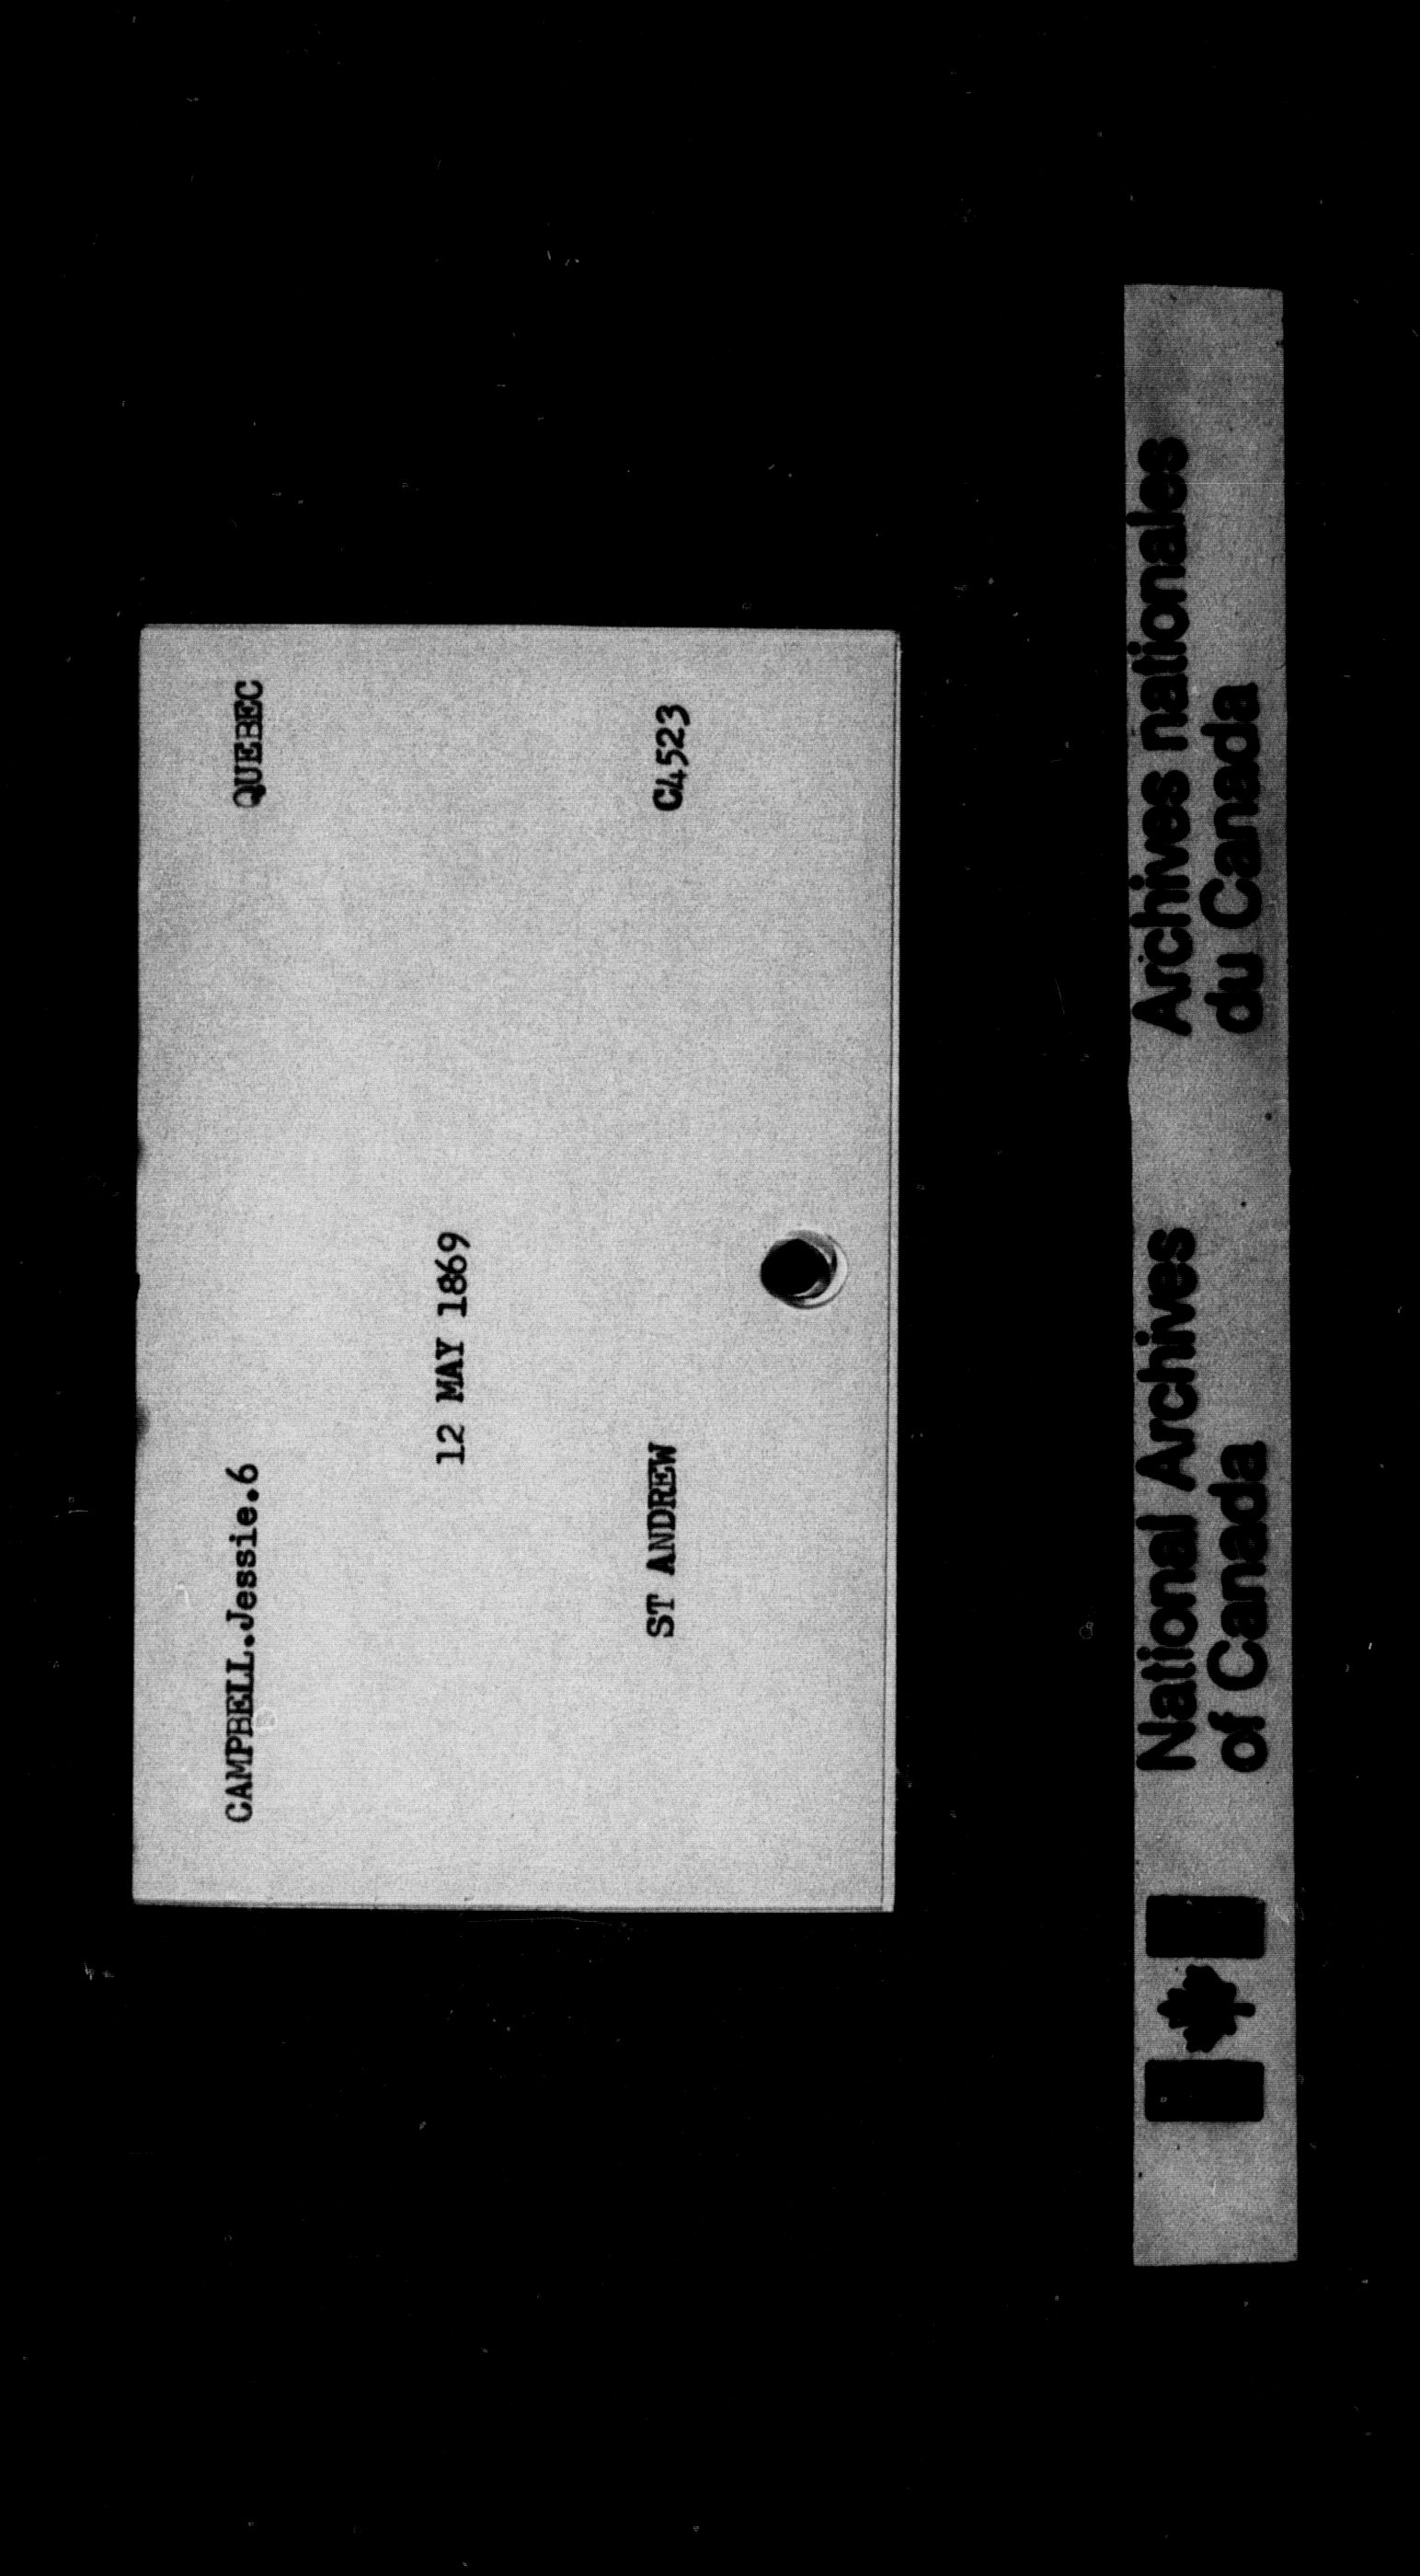 CAMPBELL.Jessie.6 QUEBEC
12 MAY 1869
ST ANDREW C4523
National Archives Archives nationales
of Canada du Canada